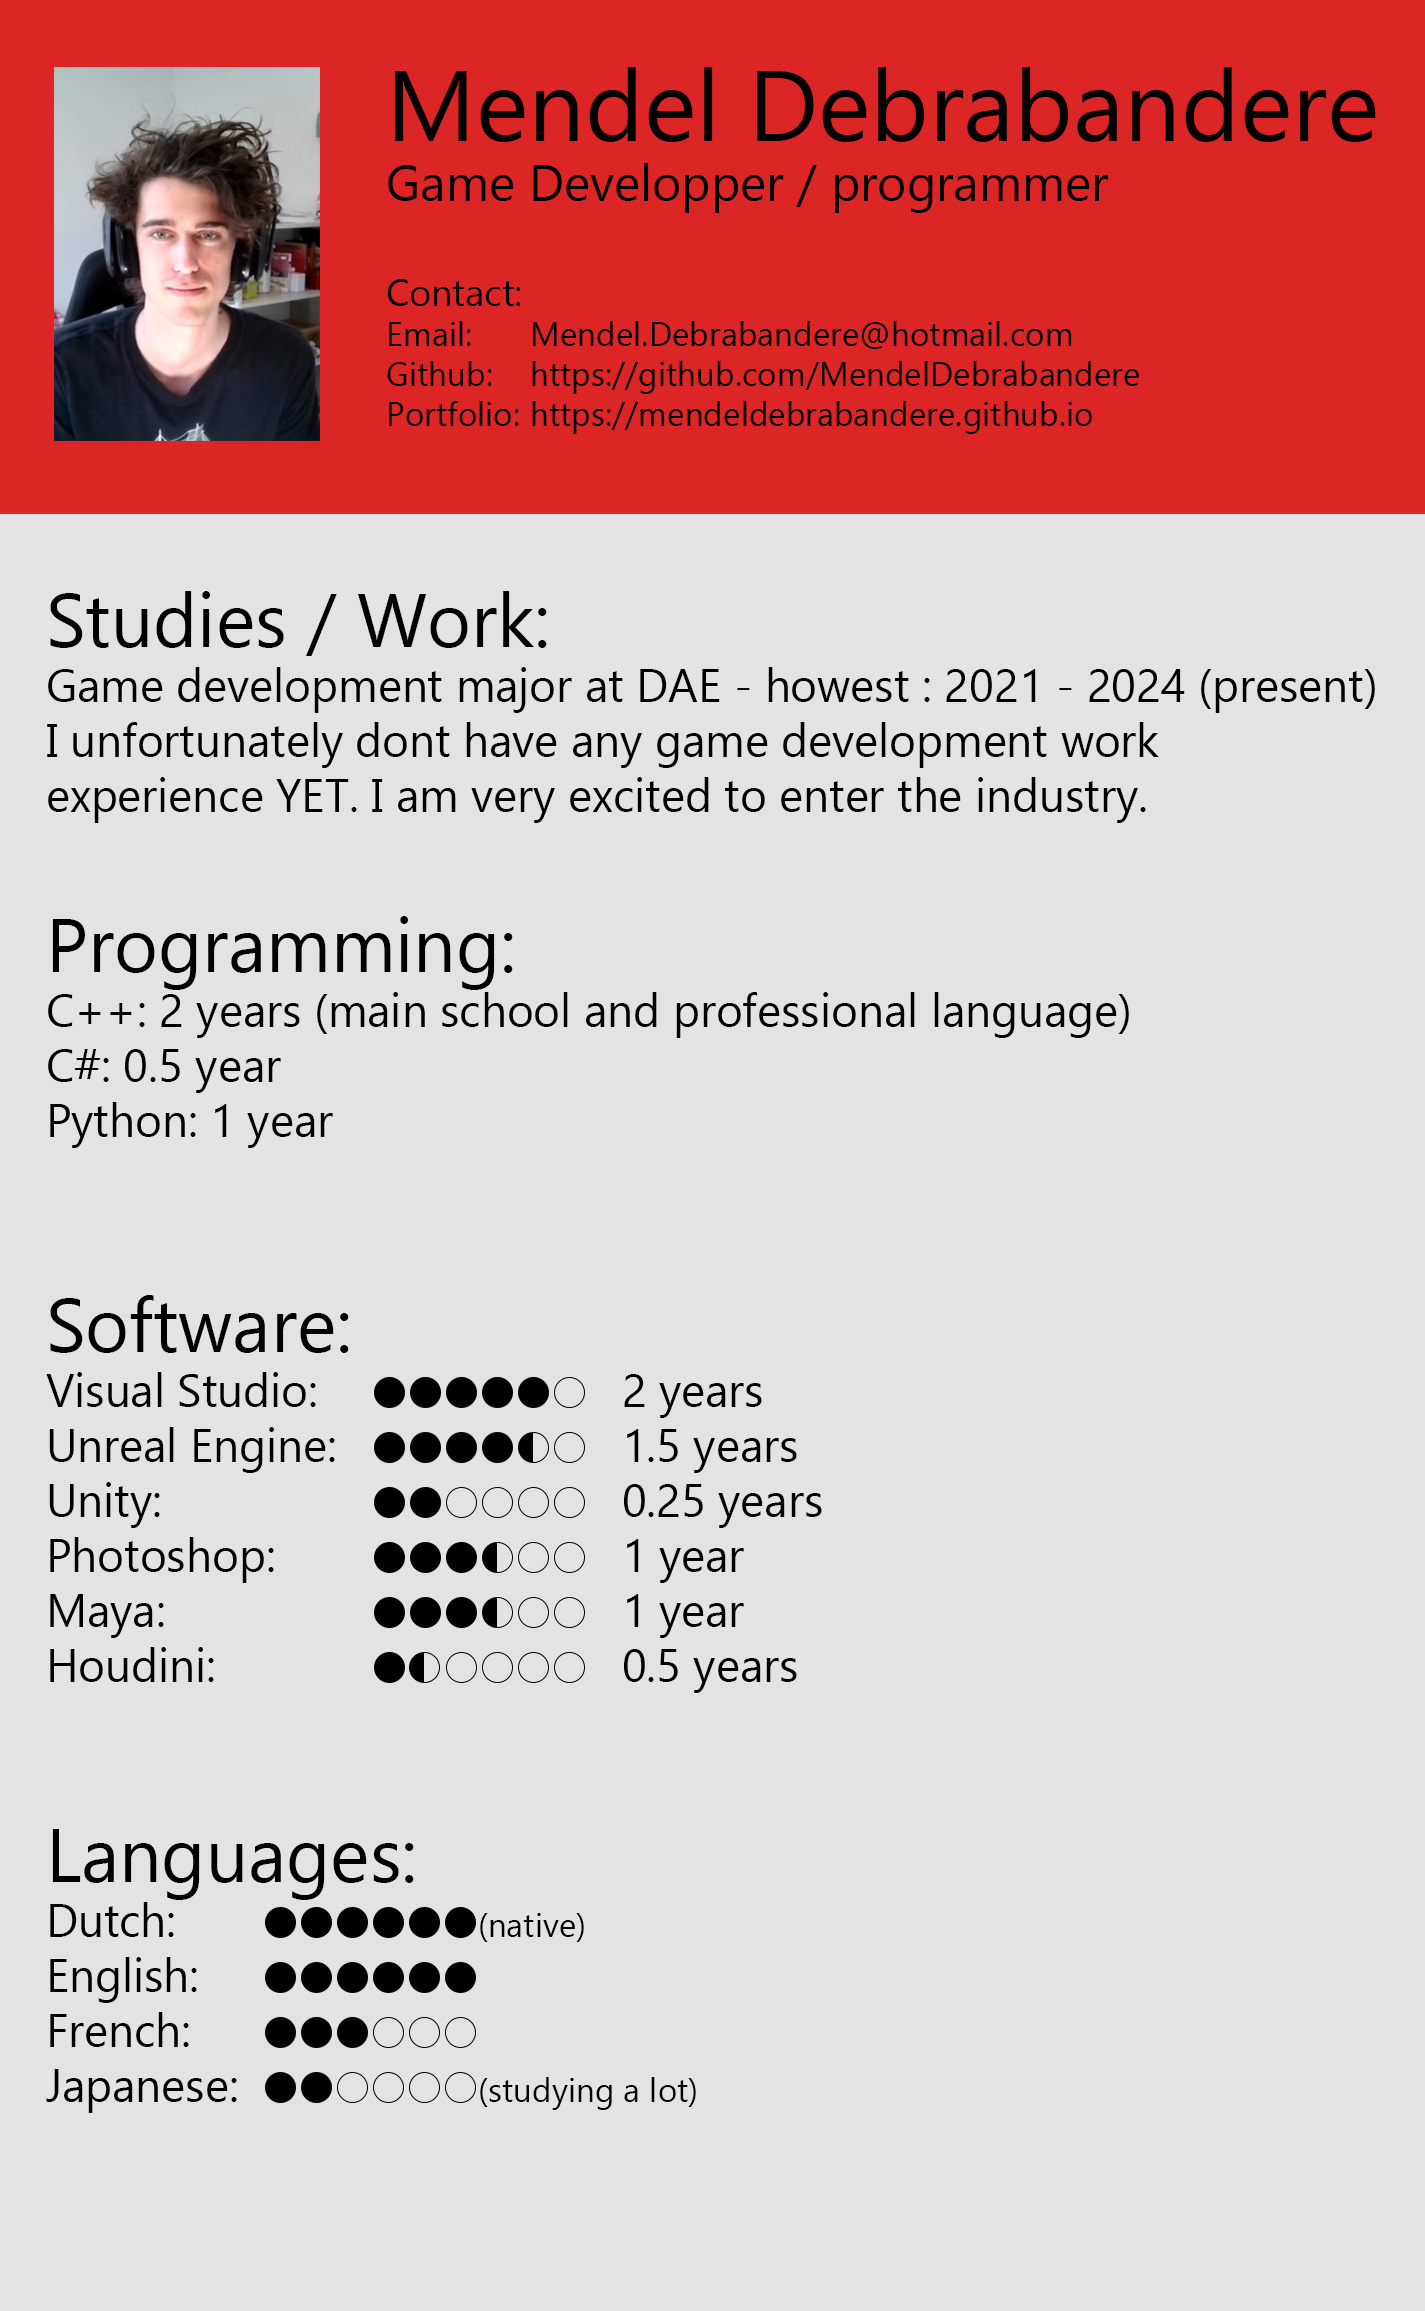 Mendel Debrabandere
Game Developper / programmer
Contact:
Email: Mendel.Debrabandere@hotmail.com
Github: https://github.com/MendelDebrabandere
Portfolio: https://mendeldebrabandere.github.io
Studies / Work:
Game development major at DAE - howest : 2021 - 2024 (present)
I unfortunately dont have any game development work
experience YET. I am very excited to enter the industry.
Programming:
C++: 2 years (main school and professional language)
C#: 0.5 year
Python: 1 year
Software:
Visual Studio: 2 years
Unreal Engine: 1.5 years
Unity: 0.25 years
Photoshop: 1 year
Maya: 1 year
Houdini: 0.5 years
Languages:
Dutch: (native)
English:
French:
Japanese: (studying a lot)